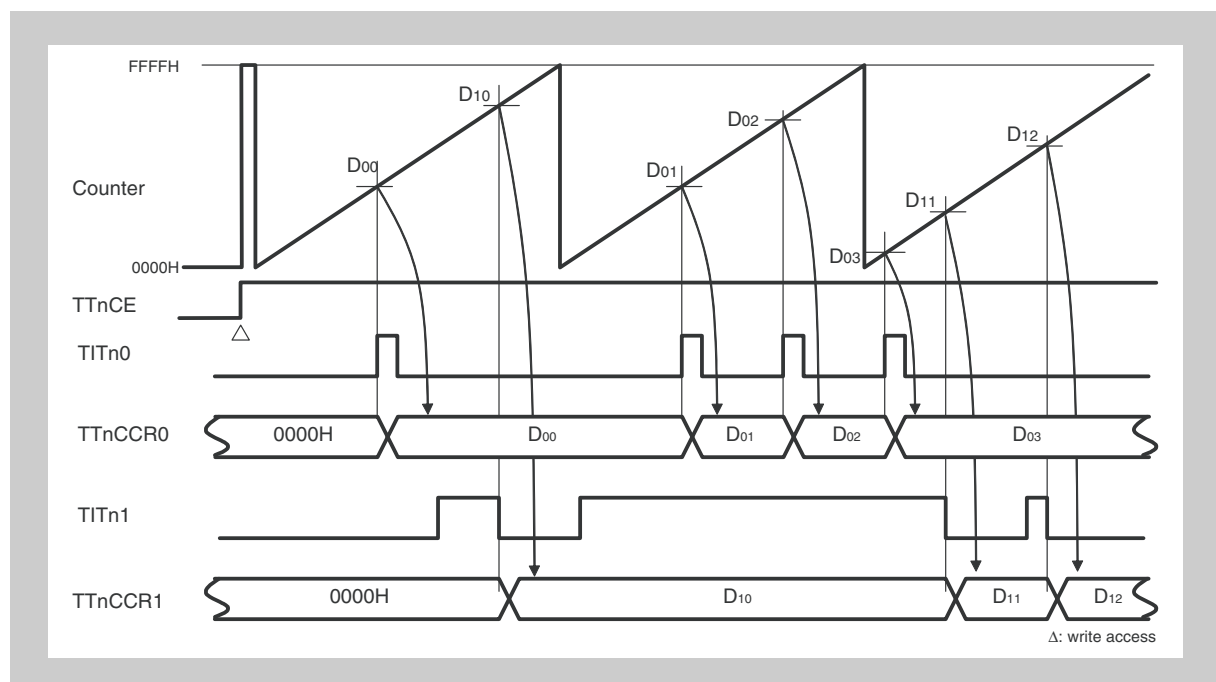 FFFFH
D10
D02
D12
D00
D01
Counter
D11
D03
0000H
TTnCE
△
TITn0
TTnCCR0
0000H
D00
D01
D02
D03
TITn1
TTnCCR1
0000H
D10
D11
D12
Δ: write access